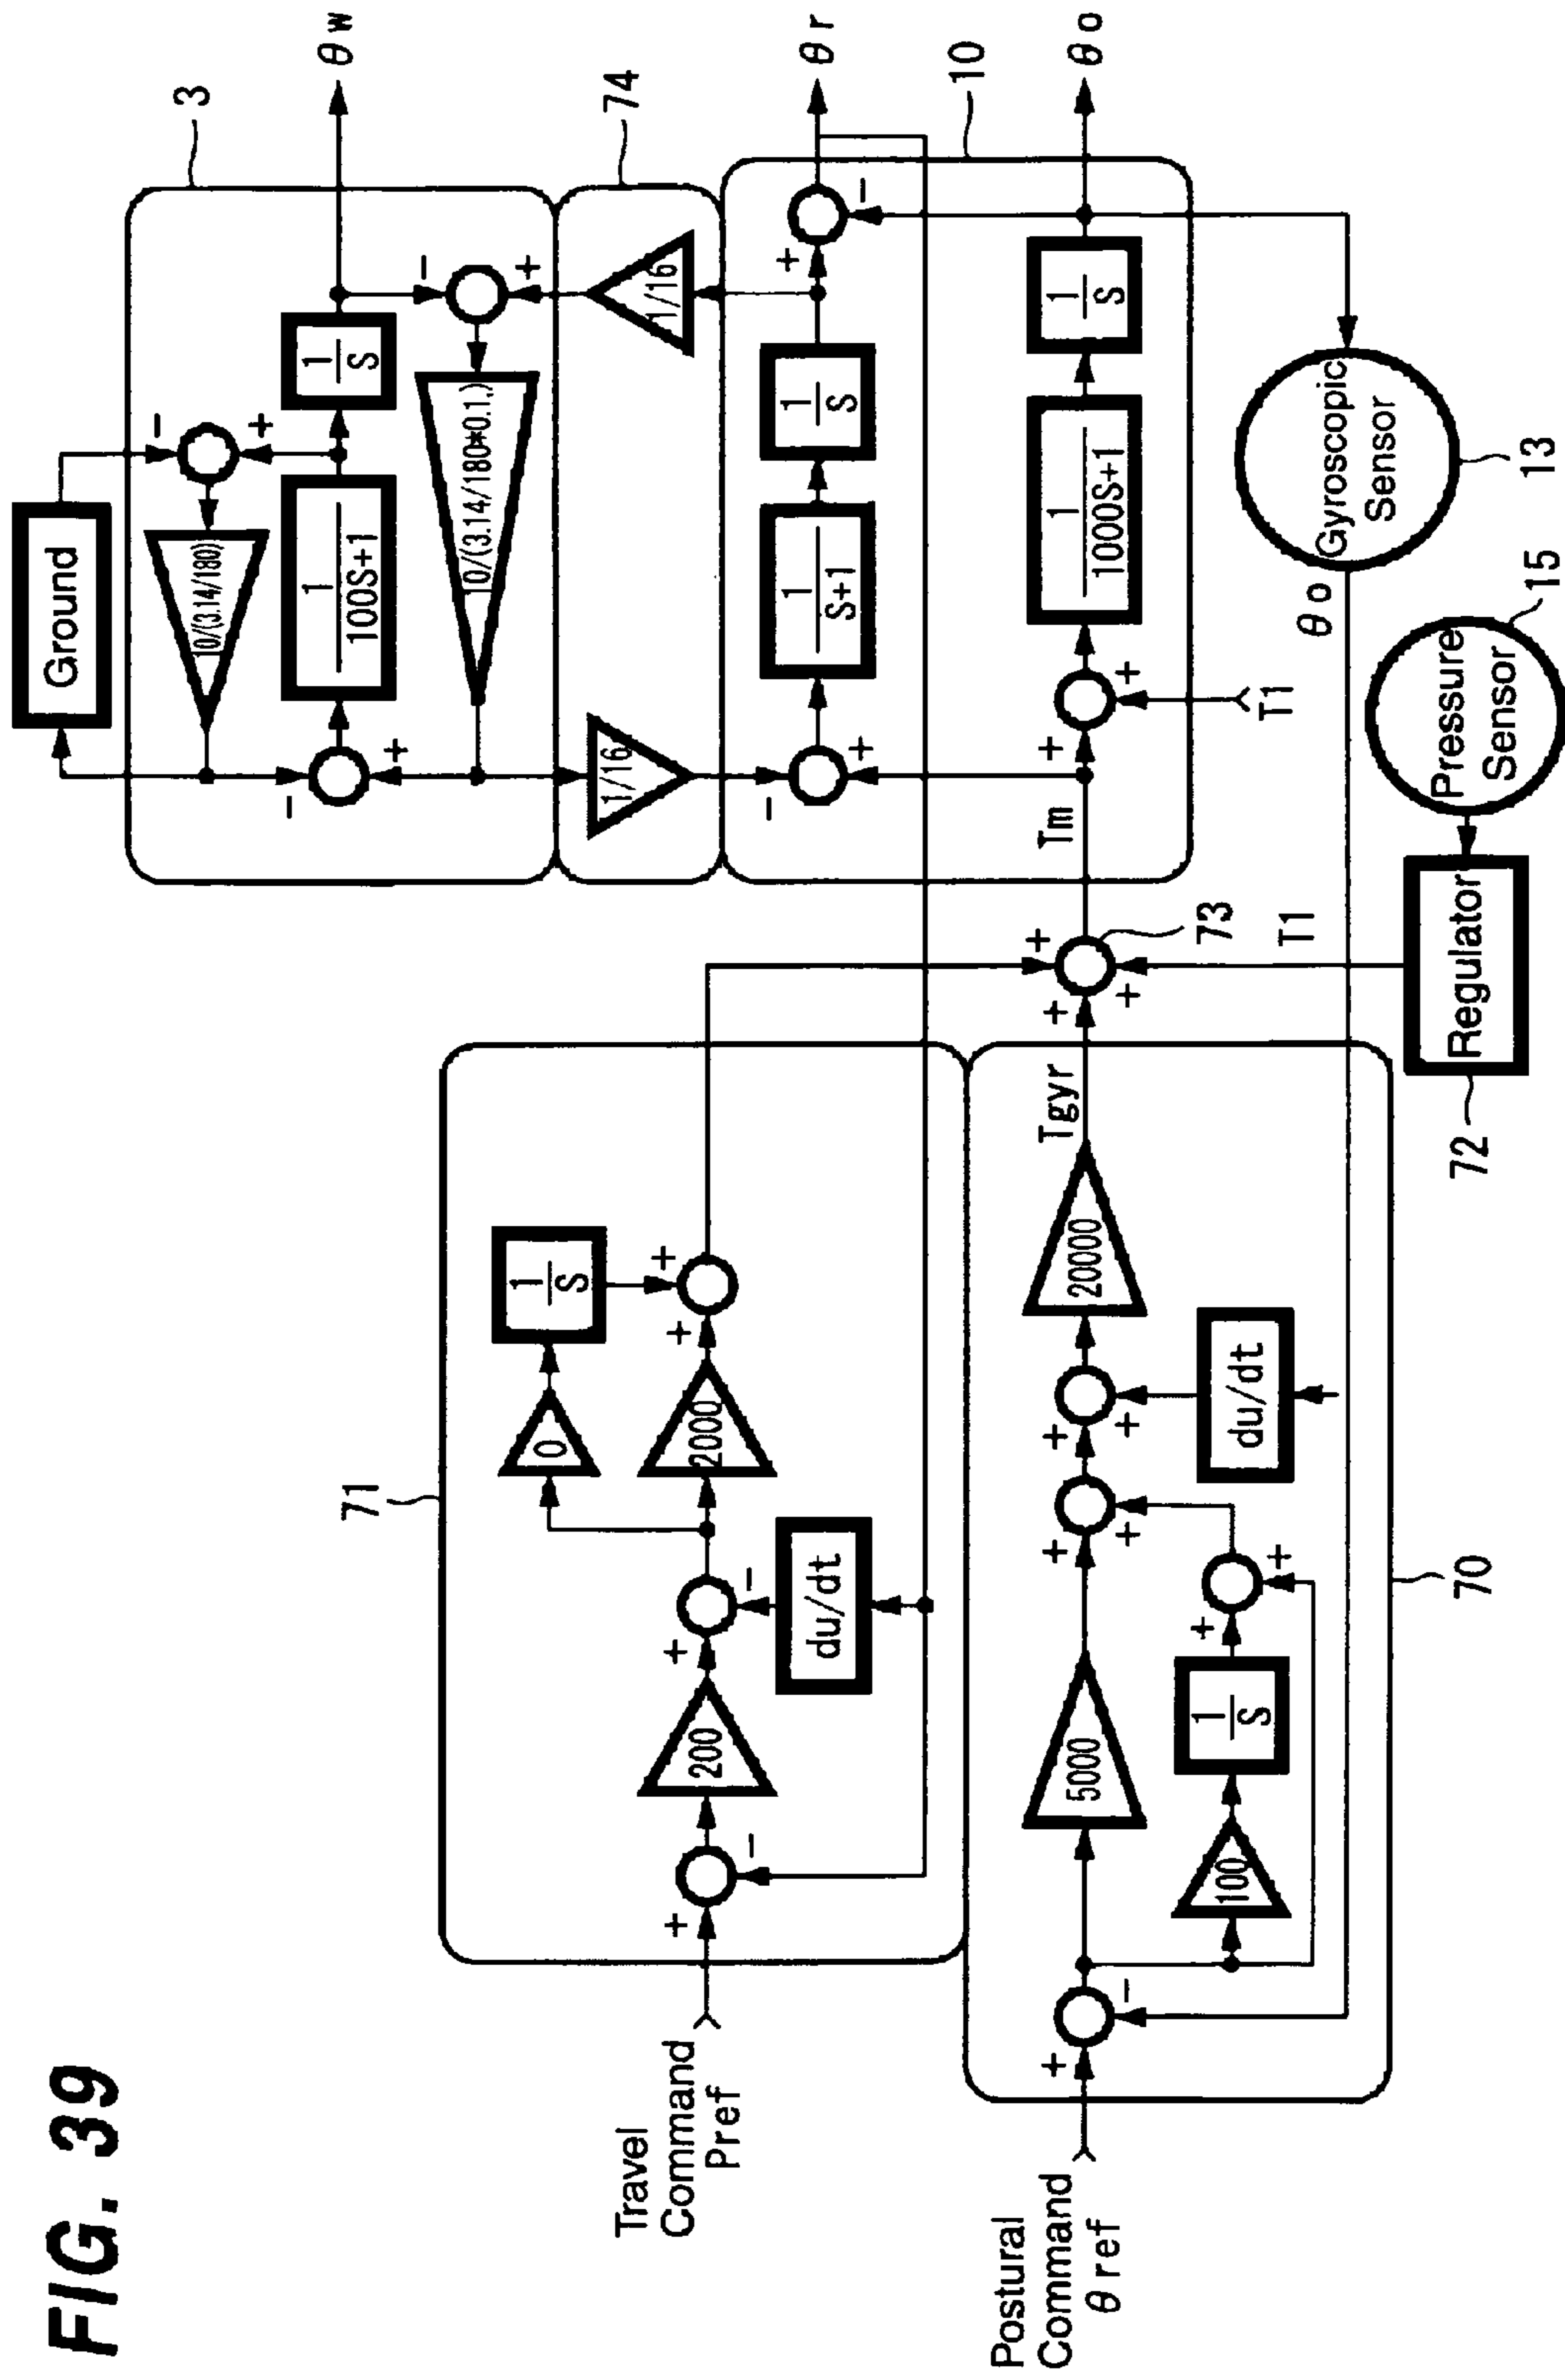 FIG. 39
Travel
Command
Pref
+
−
200
+
−
du/dt
0
1
S
2000
+
+
71
Postural
Command
θ ref
+
−
5000
100
1
S
+
+
+
+
+
+
du/dt
20000
Tgyr
70
+
+
+
73
T1
Regulator
72
Pressure
Sensor
15
Gyroscopic
Sensor
13
θo
Tm
+
+
T1
1
1000S+1
1
S
θo
10
−
+
1
S+1
1
S
+
−
θr
1/16
1/16
74
Ground
10/(3.14/180)
−
+
−
+
1
100S+1
1
S
10/(3.14/180*0.1,)
−
+
3
θw